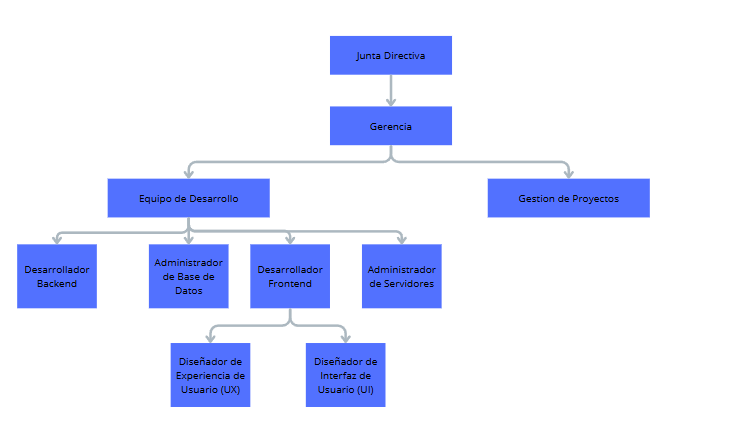 Junta Directiva
Gerencia
Equipo de Desarrollo
Gestion de Proyectos
Desarrollador
Backend
Administrador
de Base de
Datos
Desarrollador
Frontend
Administrador
de Servidores
Diseñador de
Experiencia de
Usuario (UX)
Diseñador de
Interfaz de
Usuario (UI)